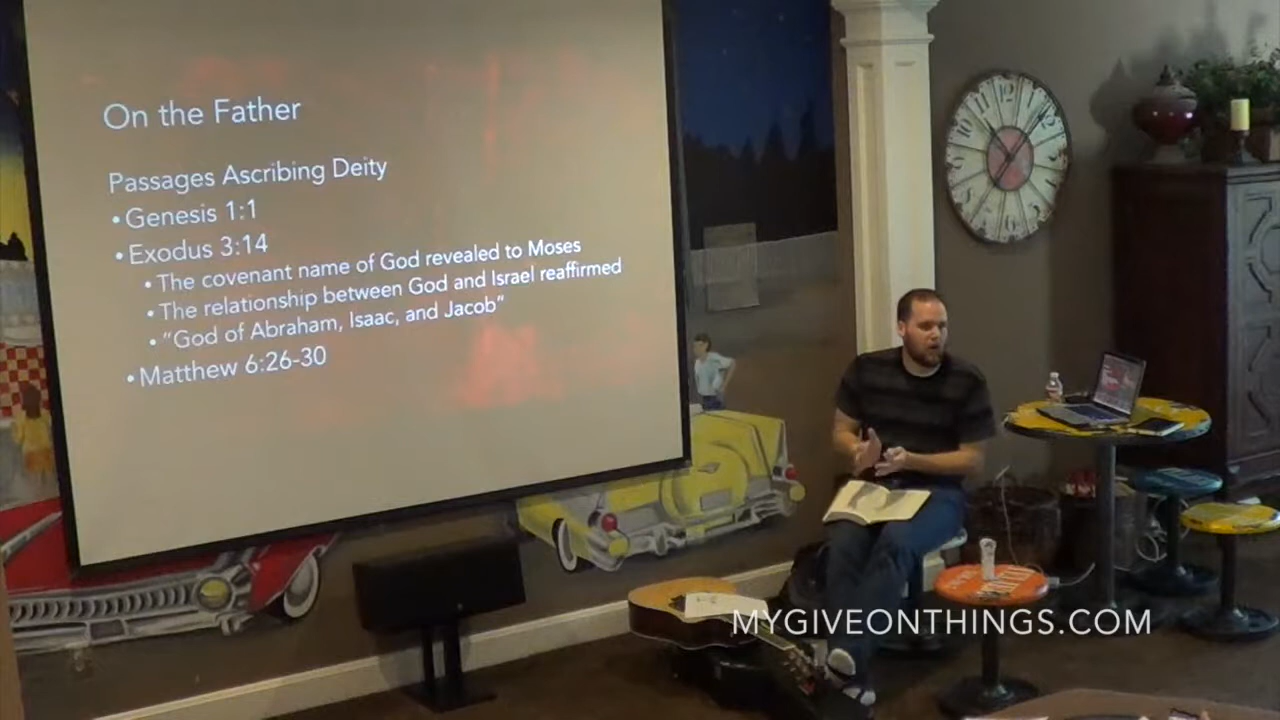 On the Father
Passages Ascribing Deity
•Genesis 1:1
•Exodus 3:14
•The covenant name of God revealed to Moses
•The relationship between God and Israel reaffirmed
•"God of Abraham, Isaac, and Jacob"
•Matthew 6:26-30
MYGIVEONTHINGS.COM